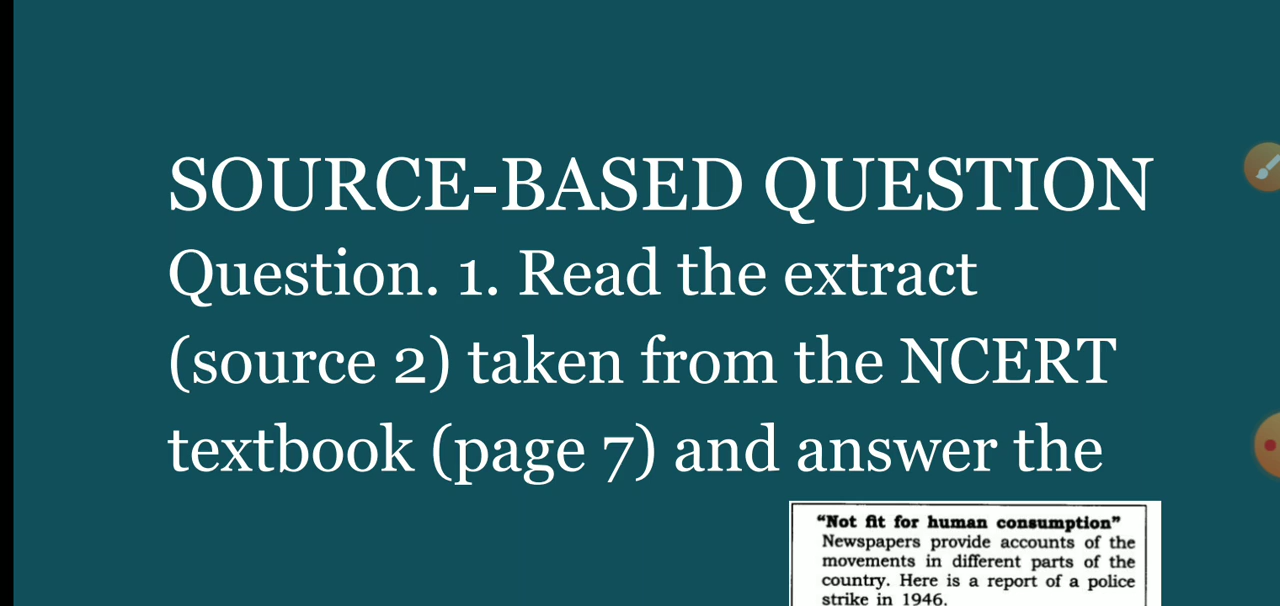 SOURCE-BASED QUESTION
Question. 1. Read the extract
(source 2) taken from the NCERT
textbook (page 7) and answer the
“Not fit for human consumption”
Newspapers provide accounts of the
movements in different parts of the
country. Here is a report of a police
strike in 1946.